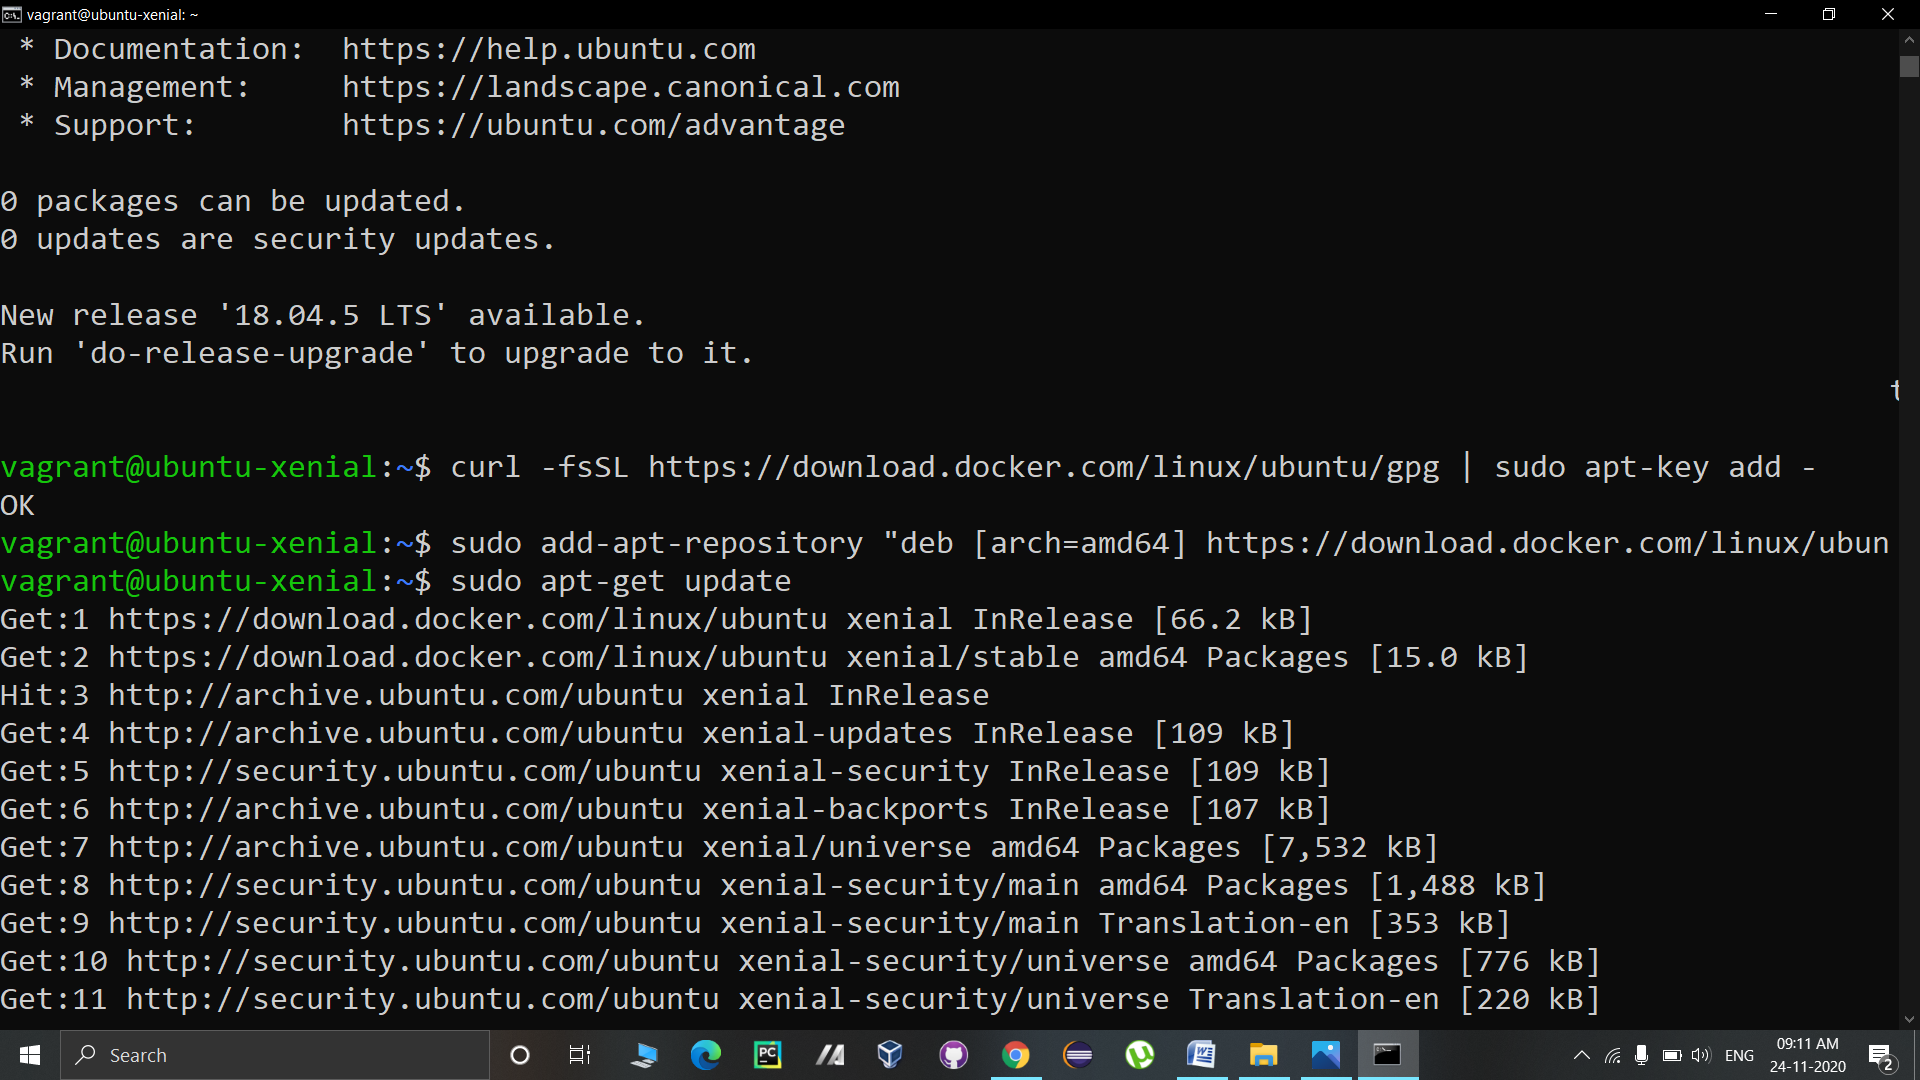 vagrant@ubuntu-xenial: ~
* Documentation:  https://help.ubuntu.com
* Management:     https://landscape.canonical.com
* Support:        https://ubuntu.com/advantage
0 packages can be updated.
0 updates are security updates.
New release '18.04.5 LTS' available.
Run 'do-release-upgrade' to upgrade to it.
t
vagrant@ubuntu-xenial:~$ curl -fsSL https://download.docker.com/linux/ubuntu/gpg | sudo apt-key add -
OK
vagrant@ubuntu-xenial:~$ sudo add-apt-repository "deb [arch=amd64] https://download.docker.com/linux/ubun
vagrant@ubuntu-xenial:~$ sudo apt-get update
Get:1 https://download.docker.com/linux/ubuntu xenial InRelease [66.2 kB]
Get:2 https://download.docker.com/linux/ubuntu xenial/stable amd64 Packages [15.0 kB]
Hit:3 http://archive.ubuntu.com/ubuntu xenial InRelease
Get:4 http://archive.ubuntu.com/ubuntu xenial-updates InRelease [109 kB]
Get:5 http://security.ubuntu.com/ubuntu xenial-security InRelease [109 kB]
Get:6 http://archive.ubuntu.com/ubuntu xenial-backports InRelease [107 kB]
Get:7 http://archive.ubuntu.com/ubuntu xenial/universe amd64 Packages [7,532 kB]
Get:8 http://security.ubuntu.com/ubuntu xenial-security/main amd64 Packages [1,488 kB]
Get:9 http://security.ubuntu.com/ubuntu xenial-security/main Translation-en [353 kB]
Get:10 http://security.ubuntu.com/ubuntu xenial-security/universe amd64 Packages [776 kB]
Get:11 http://security.ubuntu.com/ubuntu xenial-security/universe Translation-en [220 kB]
Search
PC
W
ENG
09:11 AM
24-11-2020
2